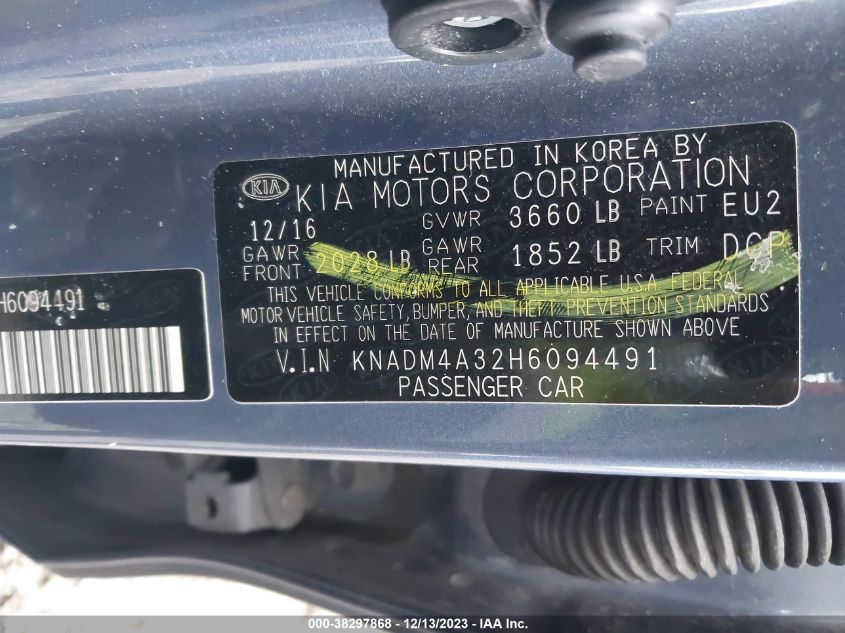 MANUFACTURED IN KOREA BY
KIA KIA MOTORS CORPORATION
12/16 GVWR 3660 LB PAINT EU2
GAWR FRONT 2028 LB GAWR REAR 1852 LB TRIM DCP
THIS VEHICLE CONFORMS TO ALL APPLICABLE U.S.A. FEDERAL
MOTOR VEHICLE SAFETY, BUMPER, AND THEFT PREVENTION STANDARDS
IN EFFECT ON THE DATE OF MANUFACTURE SHOWN ABOVE
V.I.N KNADM4A32H6094491
PASSENGER CAR
H6094491
000-38297868 - 12/13/2023 - IAAI.COM